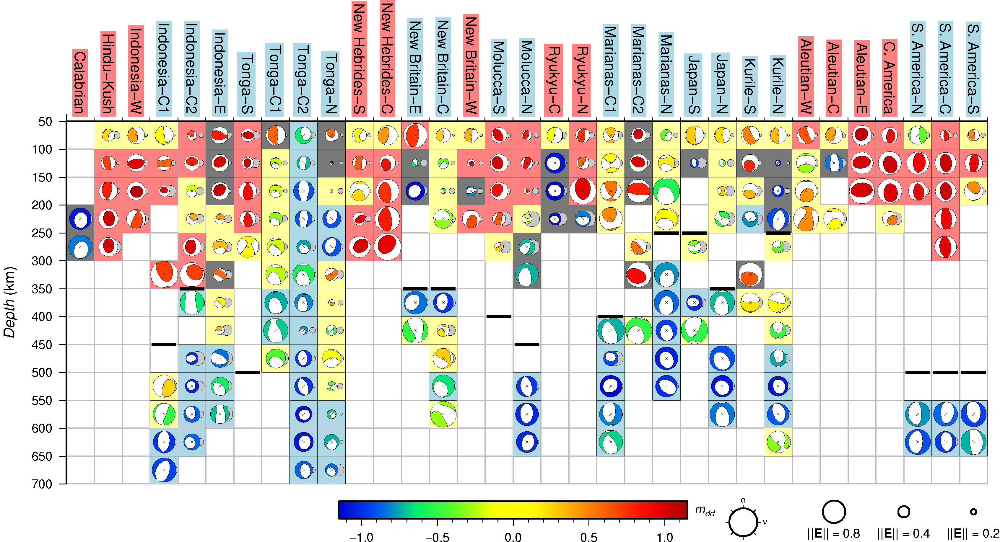 Calabrian
Hindu−Kush
Indonesia−W
Indonesia−C1
Indonesia−C2
Indonesia−E
Tonga−S
Tonga−C1
Tonga−C2
Tonga−N
New Hebrides−S
New Hebrides−C
New Britain−E
New Britain−C
New Britain−W
Molucca−S
Molucca−N
Ryukyu−C
Ryukyu−N
Marianas−C1
Marianas−C2
Marianas−N
Japan−S
Japan−N
Kurile−S
Kurile−N
Aleutian−W
Aleutian−C
Aleutian−E
C. America
S. America−N
S. America−C
S. America−S
50
100
150
200
250
300
350
400
450
500
550
600
650
700
Depth (km)
−1.0
−0.5
0.0
0.5
1.0
mdd
ϕ
ν
||E|| = 0.8
||E|| = 0.4
||E|| = 0.2